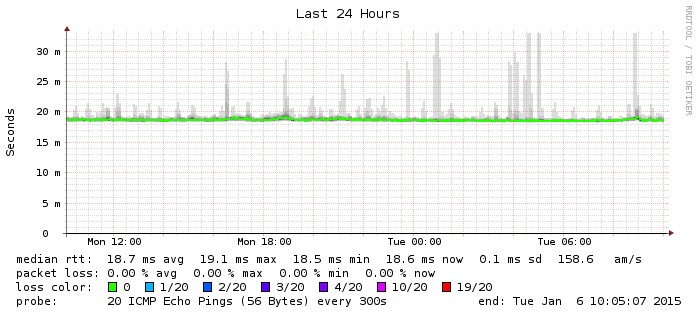 Last 24 Hours
RRDTOOL / TOBI OETIKER
Seconds
30 m
25 m
20 m
15 m
10 m
5 m
0
Mon 12:00 Mon 18:00 Tue 00:00 Tue 06:00
median rtt: 18.7 ms avg 19.1 ms max 18.5 ms min 18.6 ms now 0.1 ms sd 158.6 am/s
packet loss: 0.00 % avg 0.00 % max 0.00 % min 0.00 % now
loss color: 0 1/20 2/20 3/20 4/20 10/20 19/20
probe: 20 ICMP Echo Pings (56 Bytes) every 300s end: Tue Jan 6 10:05:07 2015